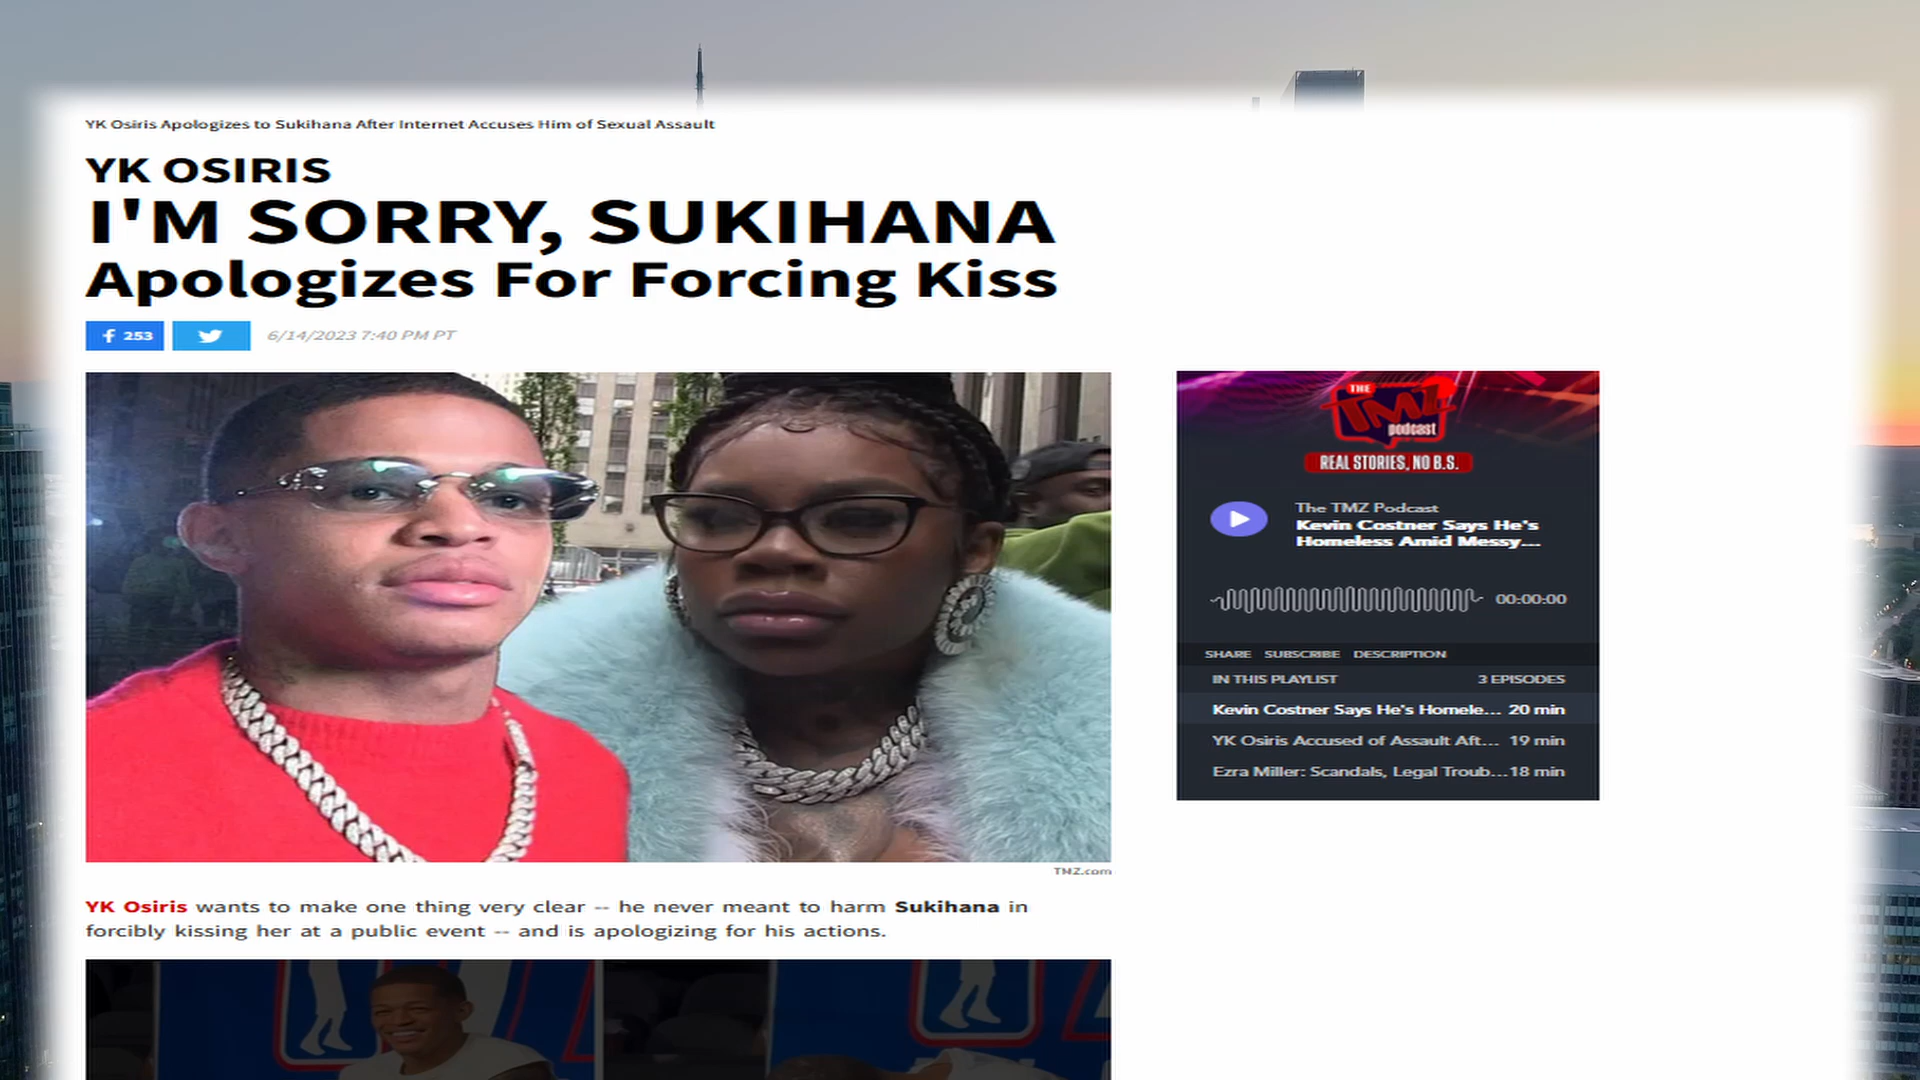 YK Osiris Apologizes to Sukihana After Internet Accuses Him of Sexual Assault
YK OSIRIS
I'M SORRY, SUKIHANA
Apologizes For Forcing Kiss
253
6/14/2023 7:40 PM PT
THE
TMZ
podcast
REAL STORIES, NO B.S.
The TMZ Podcast
Kevin Costner Says He's
Homeless Amid Messy...
00:00:00
SHARE SUBSCRIBE DESCRIPTION
IN THIS PLAYLIST 3 EPISODES
Kevin Costner Says He's Homele... 20 min
YK Osiris Accused of Assault Aft... 19 min
Ezra Miller: Scandals, Legal Troub... 18 min
TMZ.com
YK Osiris wants to make one thing very clear -- he never meant to harm Sukihana in
forcibly kissing her at a public event -- and is apologizing for his actions.